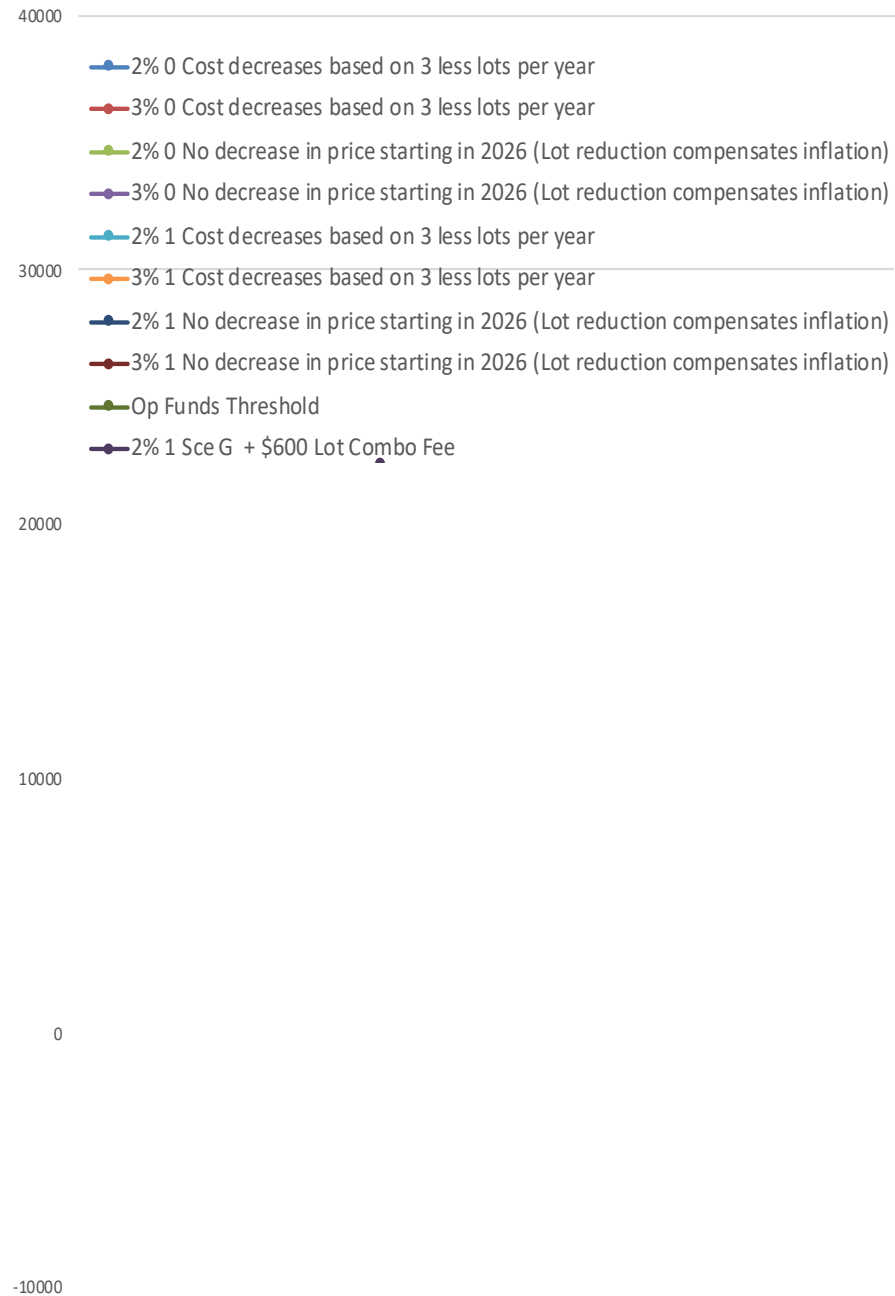 40000
2% 0 Cost decreases based on 3 less lots per year
3% 0 Cost decreases based on 3 less lots per year
2% 0 No decrease in price starting in 2026 (Lot reduction compensates inflation)
3% 0 No decrease in price starting in 2026 (Lot reduction compensates inflation)
2% 1 Cost decreases based on 3 less lots per year
30000
3% 1 Cost decreases based on 3 less lots per year
2% 1 No decrease in price starting in 2026 (Lot reduction compensates inflation)
3% 1 No decrease in price starting in 2026 (Lot reduction compensates inflation)
Op Funds Threshold
2% 1 Sce G + $600 Lot Combo Fee
20000
10000
0
-10000